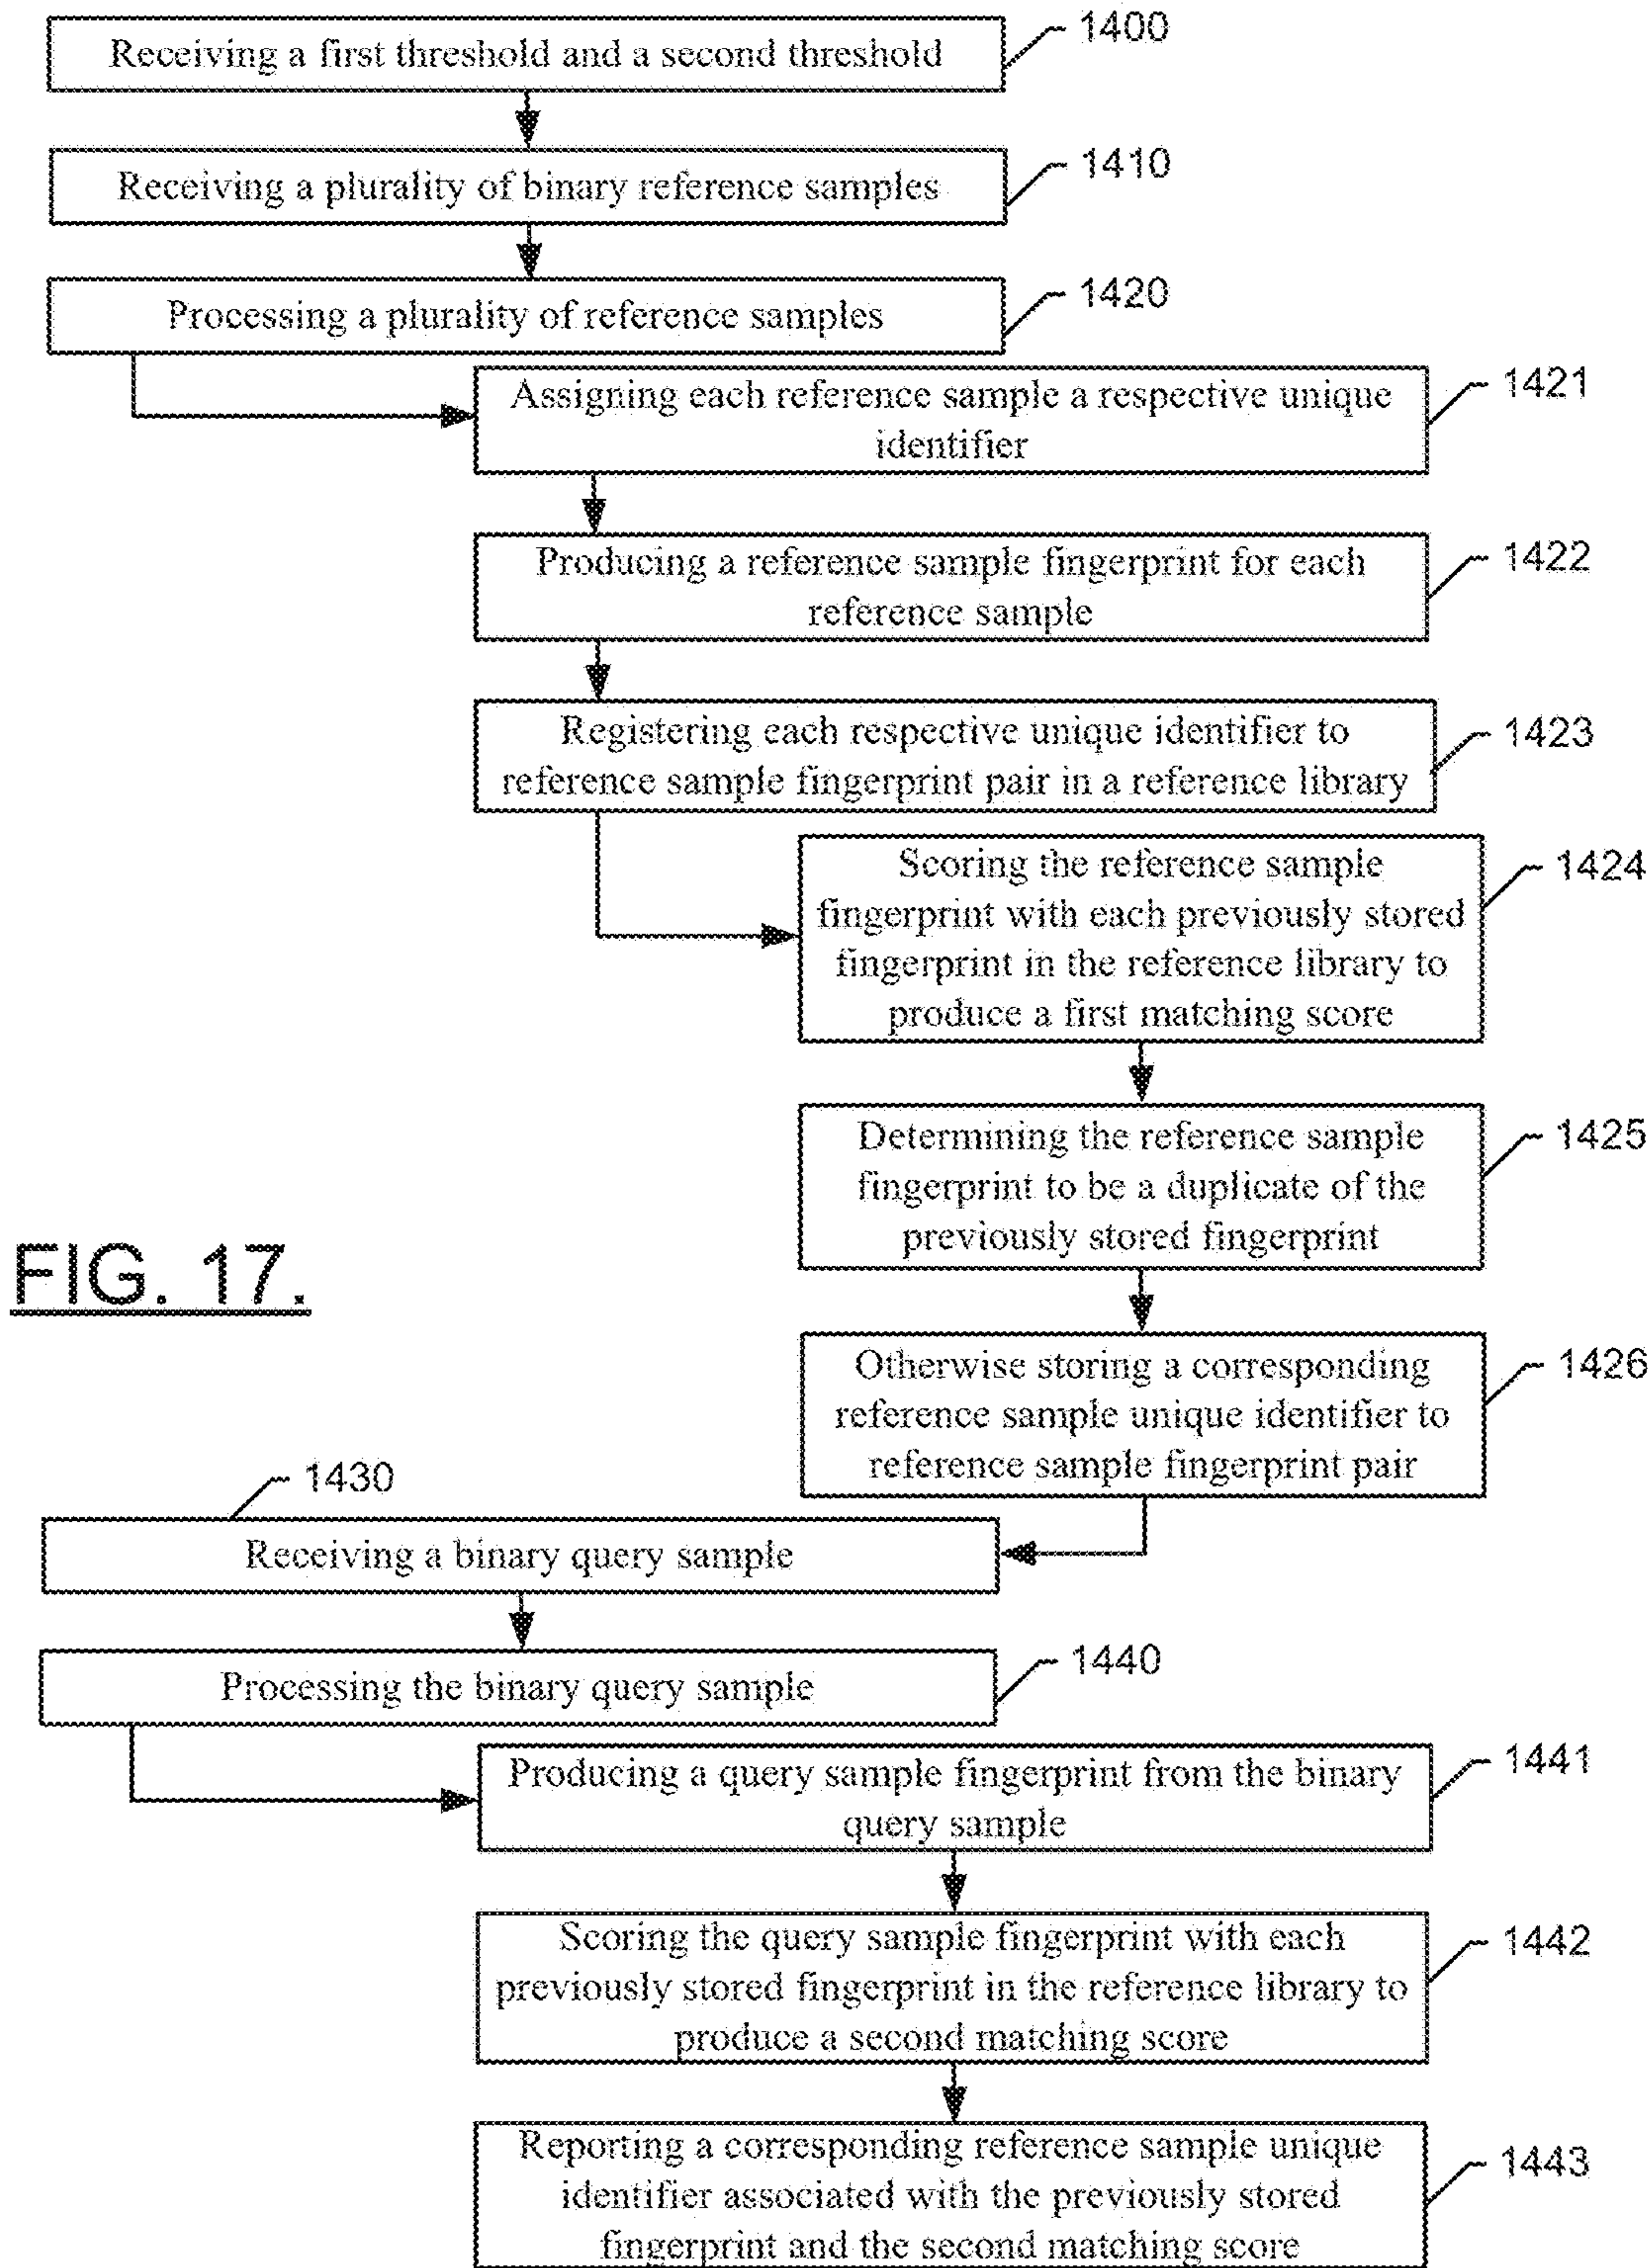 Receiving a first threshold and a second threshold
1400
Receiving a plurality of binary reference samples
1410
Processing a plurality of reference samples
1420
Assigning each reference sample a respective unique
identifier
1421
Producing a reference sample fingerprint for each
reference sample
1422
Registering each respective unique identifier to
reference sample fingerprint pair in a reference library
1423
Scoring the reference sample
fingerprint with each previously stored
fingerprint in the reference library to
produce a first matching score
1424
Determining the reference sample
fingerprint to be a duplicate of the
previously stored fingerprint
1425
FIG. 17.
Otherwise storing a corresponding
reference sample unique identifier to
reference sample fingerprint pair
1426
1430
Receiving a binary query sample
Processing the binary query sample
1440
Producing a query sample fingerprint from the binary
query sample
1441
Scoring the query sample fingerprint with each
previously stored fingerprint in the reference library to
produce a second matching score
1442
Reporting a corresponding reference sample unique
identifier associated with the previously stored
fingerprint and the second matching score
1443